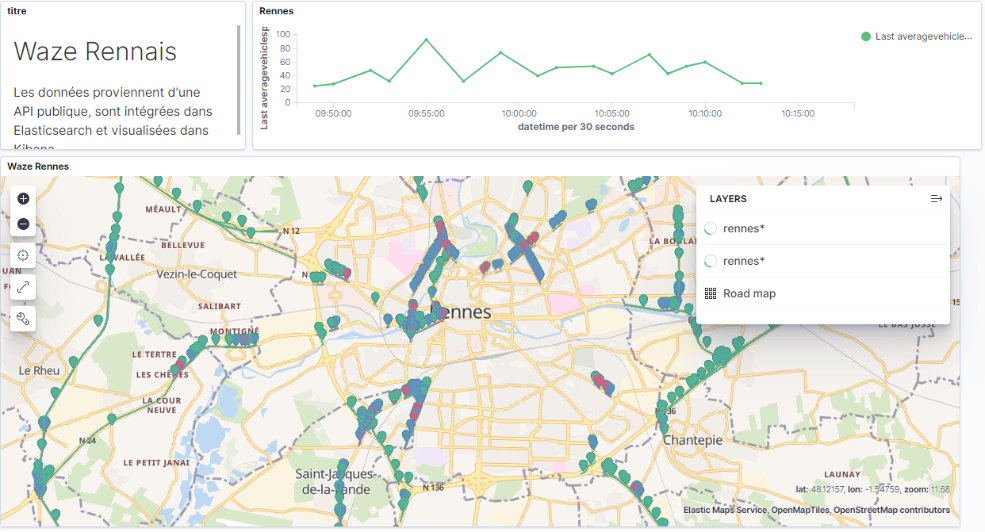 titre
Waze Rennais
Les données proviennent d'une
API publique, sont intégrées dans
Elasticsearch et visualisées dans
Kibana
Rennes
Last averagevehiclesp
100
80
60
40
20
0
09:50:00
09:55:00
10:00:00
10:05:00
10:10:00
10:15:00
datetime per 30 seconds
Last averagevehicle...
Waze Rennes
LAYERS
rennes*
rennes*
Road map
MÉAULT
N 12
BELLEVUE
LA VALLÉE
Vezin-le-Coquet
SALIBART
MONTIGNÉ
LE TERTRE
LES CHÊNES
Le Rheu
LA COUR
NEUVE
N 24
LE PETIT JANAI
Rennes
Saint-Jacques-
de-la-Lande
N 136
Chantepie
LE BAS JOSSÉ
LAUNAY
lat: 48.12157, lon: -1.54759, zoom: 11.68
Elastic Maps Service, OpenMapTiles, OpenStreetMap contributors